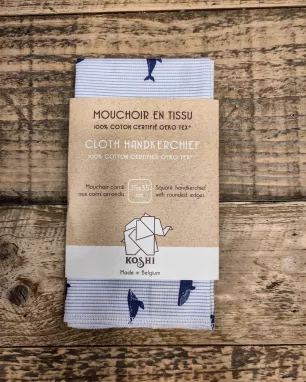 MOUCHOIR EN TISSU
100% COTON CERTIFIÉ OEKO TEX®
CLOTH HANDKERCHIEF
100% COTTON CERTIFIED OEKO TEX®
Mouchoir carré
aux coins arrondis
35x35
cm
Square handkerchief
with rounded edges
KOSHI
Made in Belgium